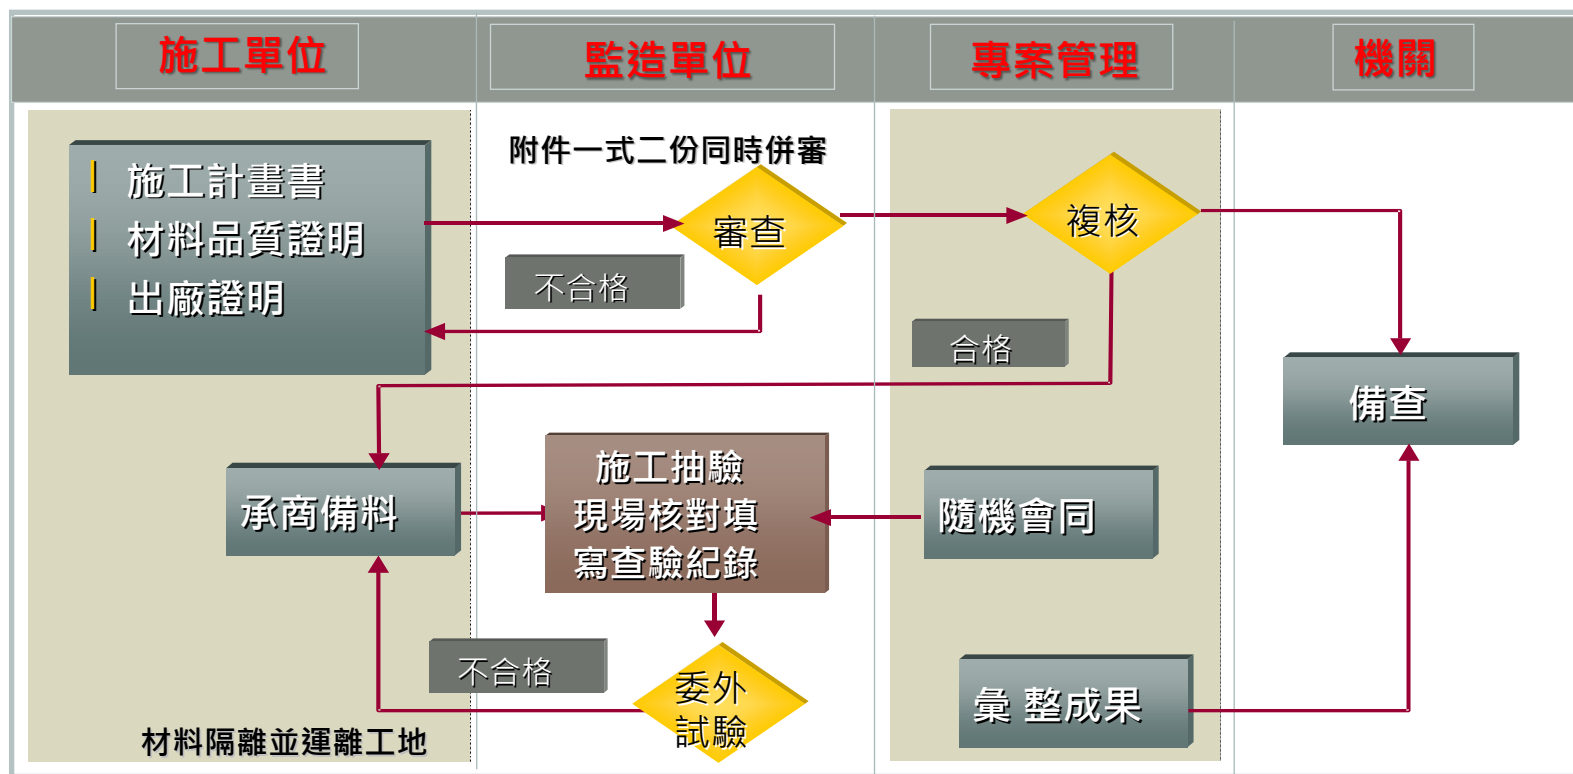 施工單位
監造單位
專案管理
機關
附件一式二份同時併審
施工計畫書
材料品質證明
出廠證明
審查
複核
不合格
合格
備查
承商備料
施工抽驗
現場核對填
寫查驗紀錄
隨機會同
不合格
委外
試驗
彙 整成果
材料隔離並運離工地